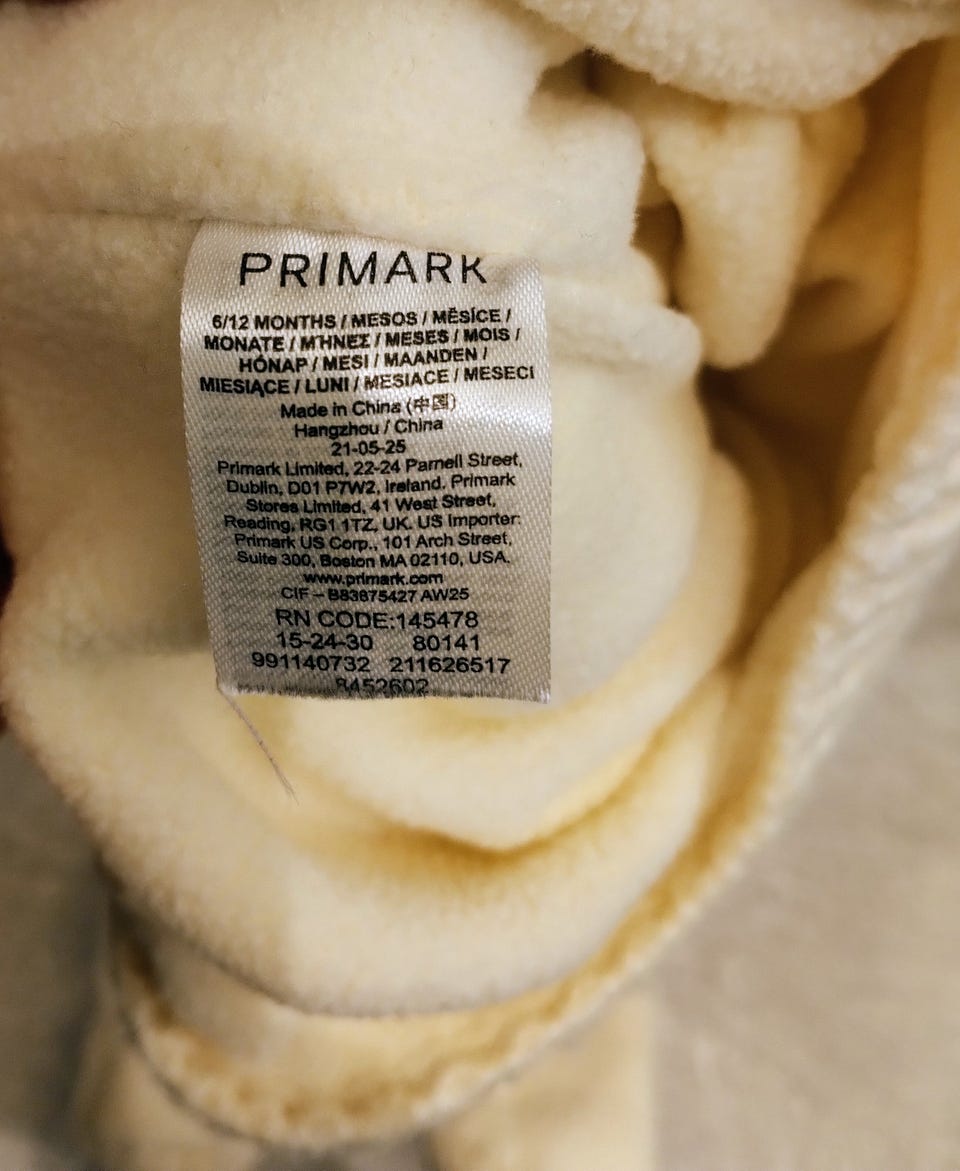 PRIMARK
6/12 MONTHS / MESOS / MĚSÍCE /
MONATE / ΜΉΝΕΣ / MESES / MOIS /
HÓNAP / MESI / MAANDEN /
MIESIĄCE / LUNI / MESIACE / MESECI
Made in China (中国)
Hangzhou / China
21-05-25
Primark Limited, 22-24 Parnell Street,
Dublin, D01 P7W2, Ireland. Primark
Stores Limited, 41 West Street,
Reading, RG1 1TZ, UK. US Importer:
Primark US Corp., 101 Arch Street,
Suite 300, Boston MA 02110, USA.
www.primark.com
CIF – B83875427 AW25
RN CODE:145478
15-24-30 80141
991140732 211626517
8452602